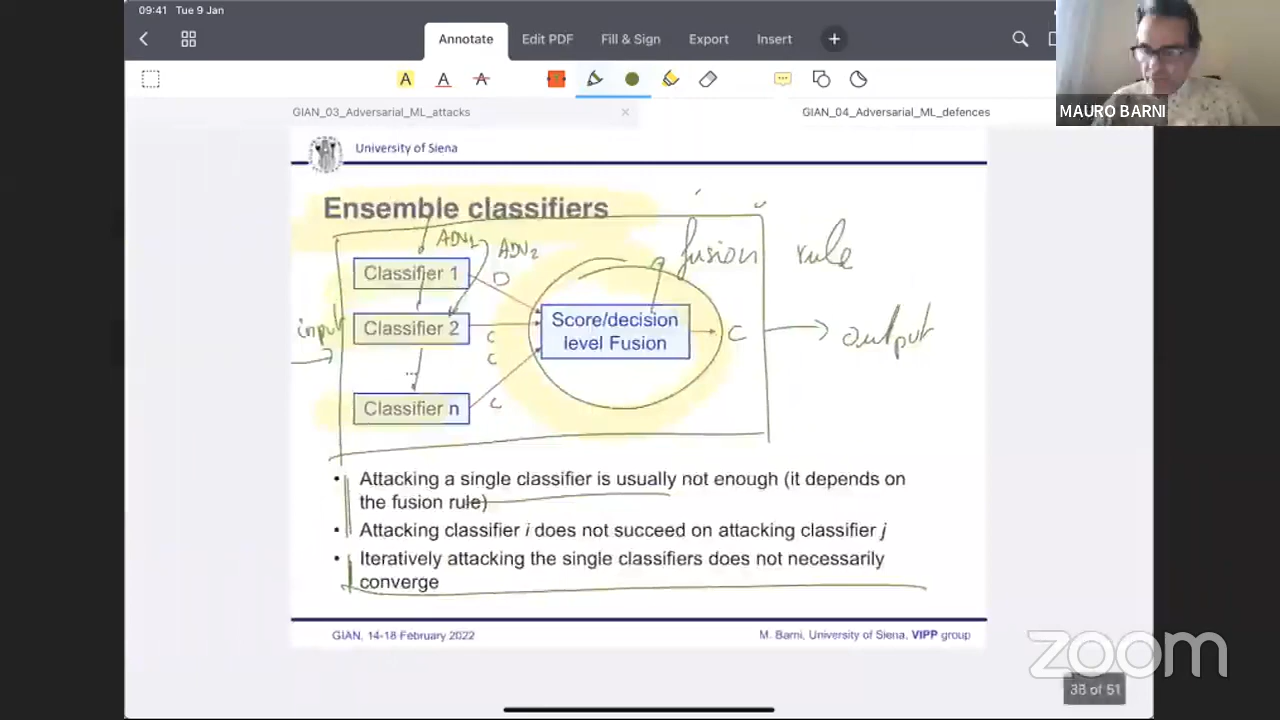 09:41 Tue 9 Jan
Annotate Edit PDF Fill & Sign Export Insert
A A A
GIAN_03_Adversarial_ML_attacks GIAN_04_Adversarial_ML_defences
MAURO BARNI
University of Siena
Ensemble classifiers
fusion rule
ADV1 ADV2
Classifier 1 D
Score/decision
level Fusion
input Classifier 2 C C output
C
...
Classifier n C
• Attacking a single classifier is usually not enough (it depends on
the fusion rule)
• Attacking classifier i does not succeed on attacking classifier j
• Iteratively attacking the single classifiers does not necessarily
converge
GIAN, 14-18 February 2022 M. Barni, University of Siena, VIPP group
zoom
38 of 51